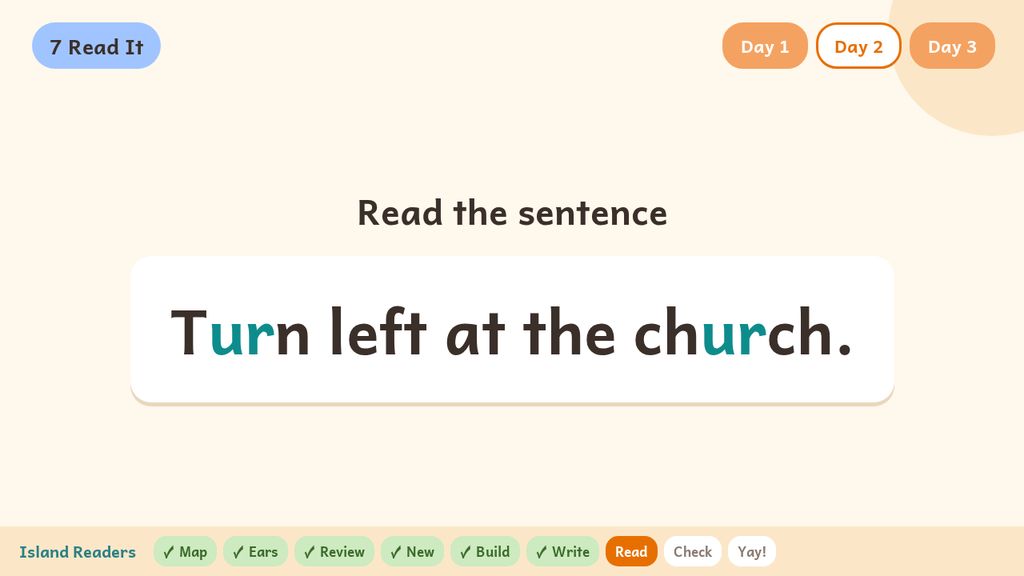 7 Read It
Day 1 Day 2 Day 3
Read the sentence
Turn left at the church.
Island Readers ✓ Map ✓ Ears ✓ Review ✓ New ✓ Build ✓ Write Read Check Yay!